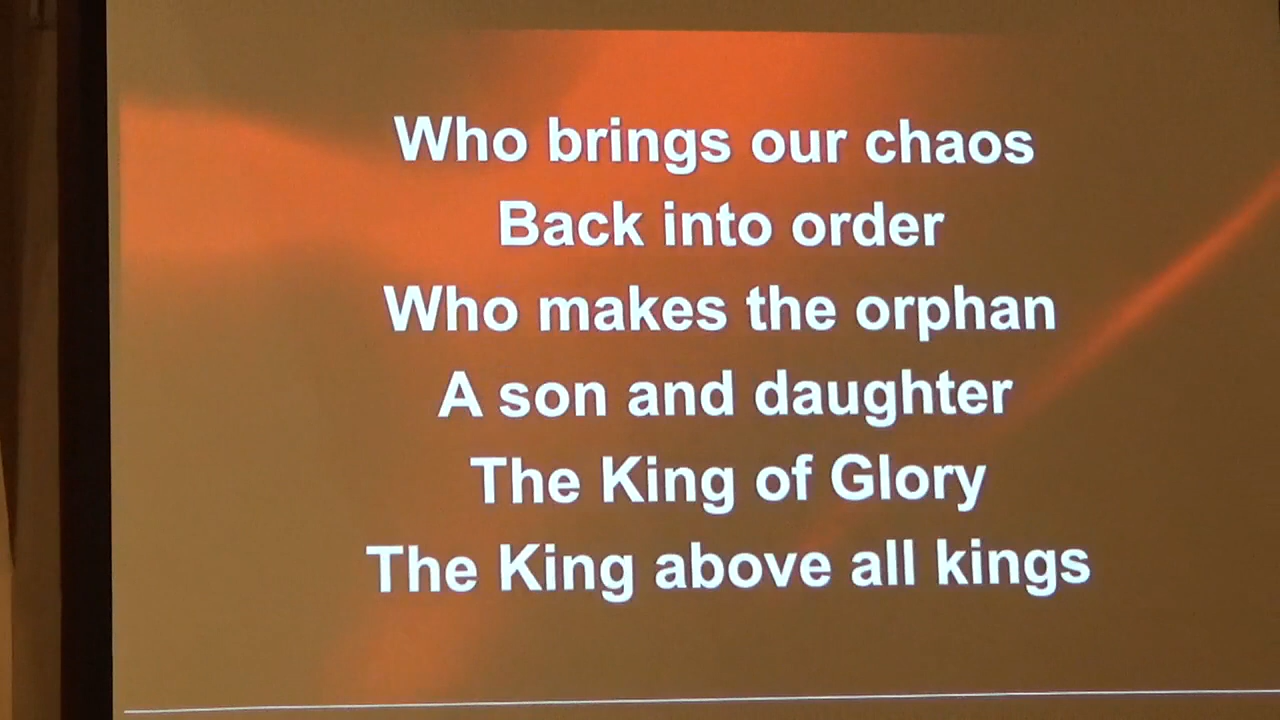 Who brings our chaos
Back into order
Who makes the orphan
A son and daughter
The King of Glory
The King above all kings